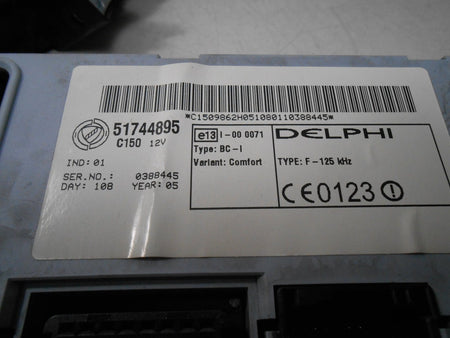 *C1509862H051080110388445*
51744895
C150 12V
IND: 01
SER.NO.: 0388445
DAY: 108 YEAR: 05
e13 I-00 0071
Type: BC-I
Variant: Comfort
DELPHI
TYPE: F-125 kHz
CE0123